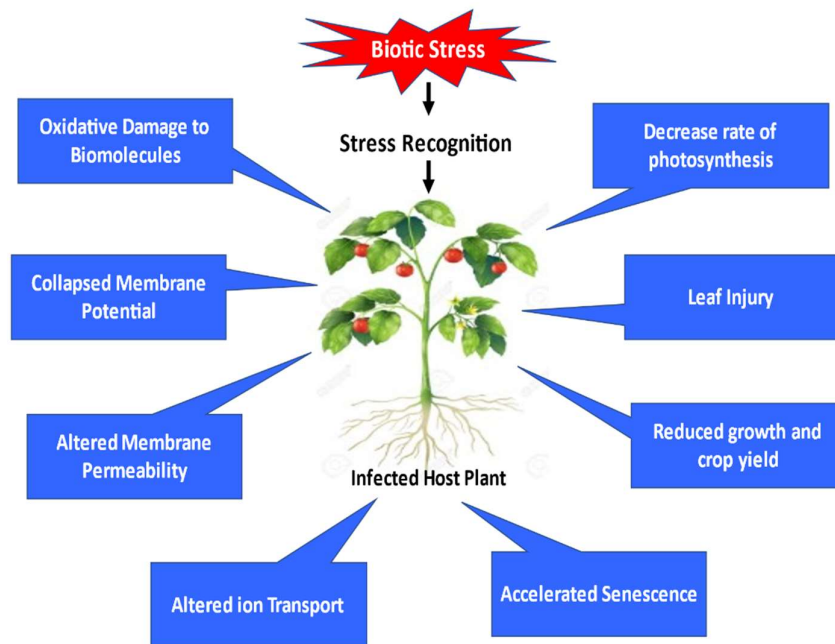 Biotic Stress
Stress Recognition
Oxidative Damage to
Biomolecules
Decrease rate of
photosynthesis
Collapsed Membrane
Potential
Leaf Injury
Altered Membrane
Permeability
Reduced growth and
crop yield
Infected Host Plant
Altered ion Transport
Accelerated Senescence